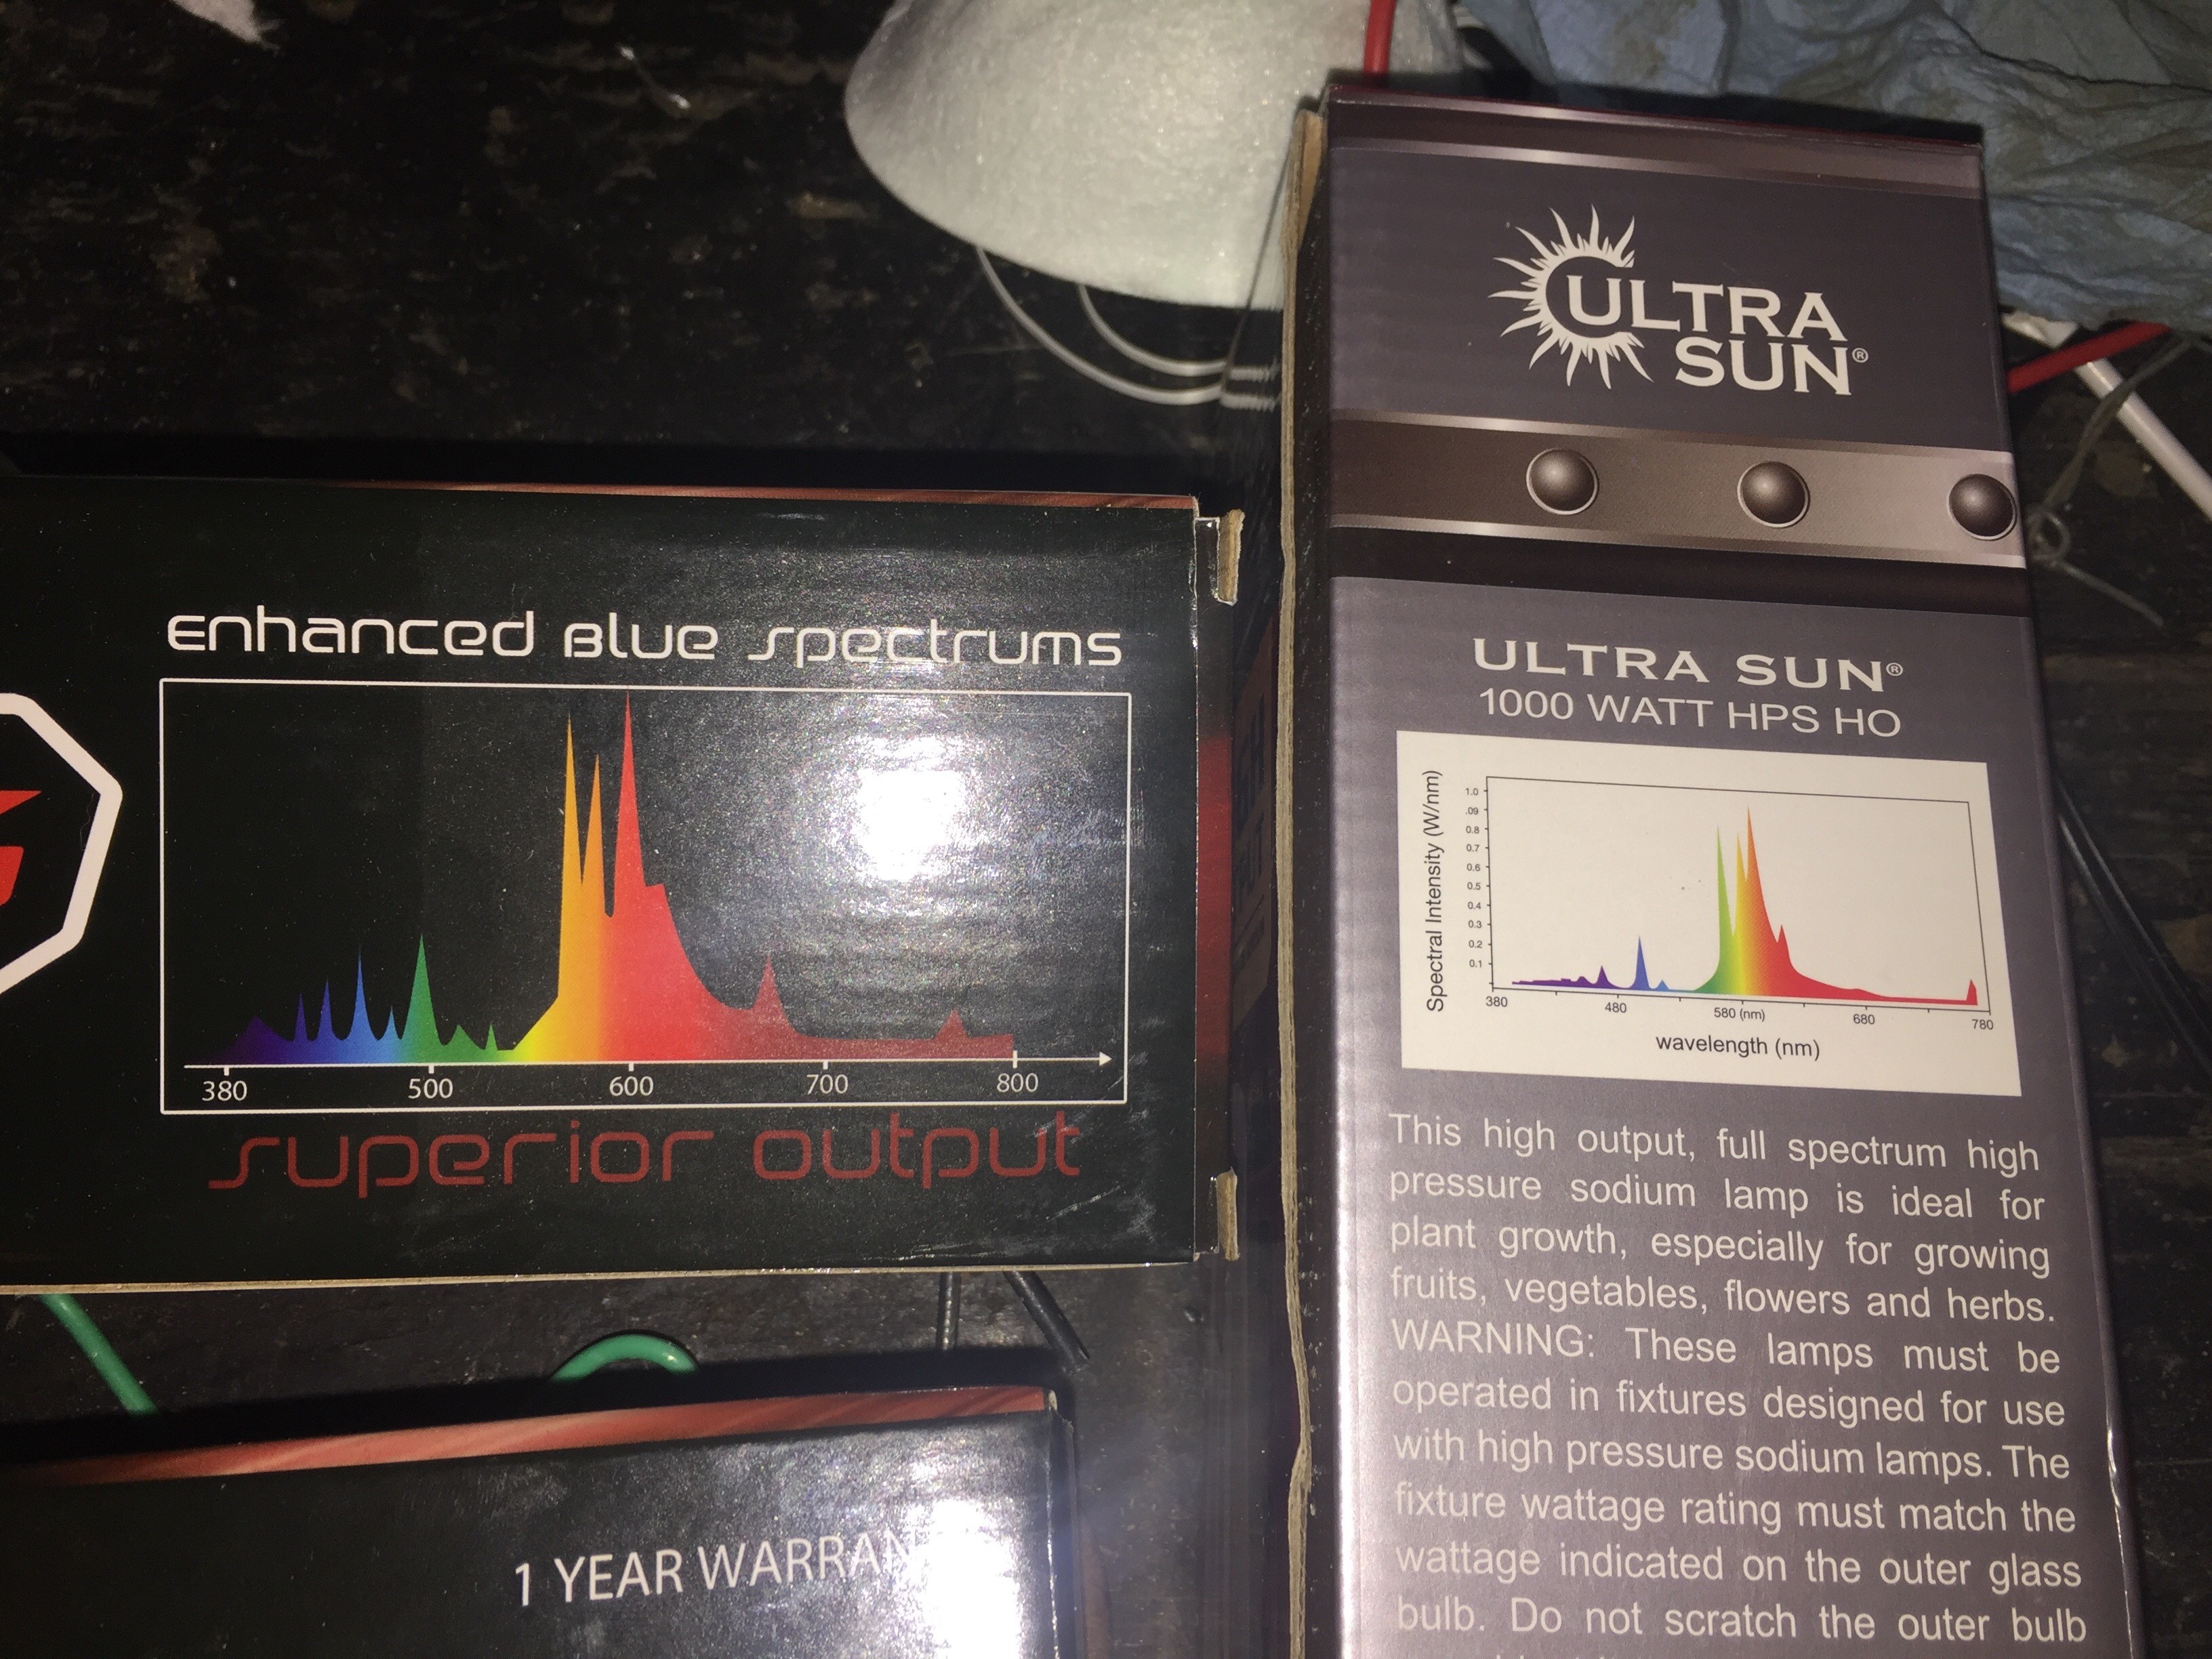 Enhanced Blue Spectrums
380 500 600 700 800
superior output
1 YEAR WARRAN
ULTRA
SUN®
ULTRA SUN®
1000 WATT HPS HO
Spectral Intensity (W/nm)
1.0
.09
0.8
0.7
0.6
0.5
0.4
0.3
0.2
0.1
380 480 580 (nm) 680 780
wavelength (nm)
This high output, full spectrum high
pressure sodium lamp is ideal for
plant growth, especially for growing
fruits, vegetables, flowers and herbs.
WARNING: These lamps must be
operated in fixtures designed for use
with high pressure sodium lamps. The
fixture wattage rating must match the
wattage indicated on the outer glass
bulb. Do not scratch the outer bulb